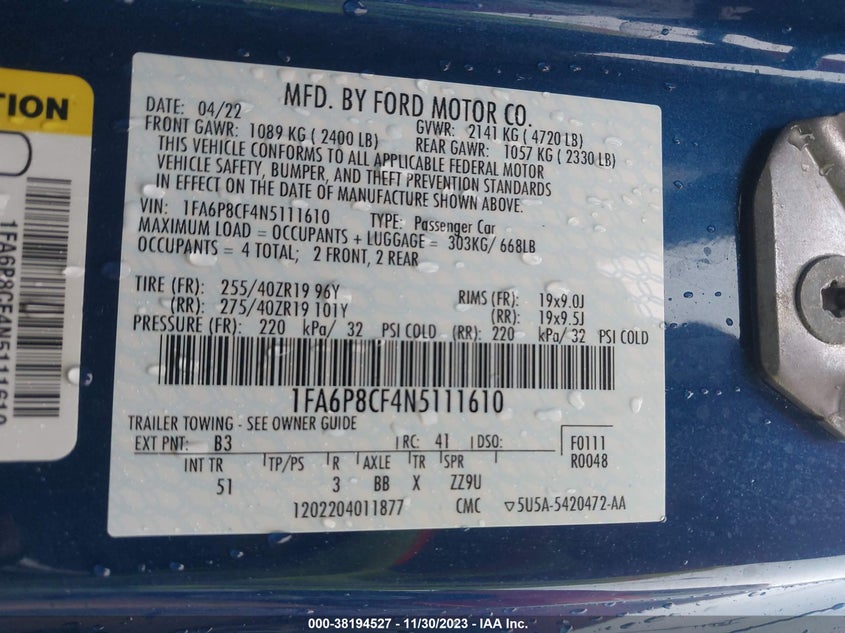 TION
1FA6P8CF4N5111610
MFD. BY FORD MOTOR CO.
DATE: 04/22 GVWR: 2141 KG ( 4720 LB)
FRONT GAWR: 1089 KG ( 2400 LB) REAR GAWR: 1057 KG ( 2330 LB)
THIS VEHICLE CONFORMS TO ALL APPLICABLE FEDERAL MOTOR
VEHICLE SAFETY, BUMPER, AND THEFT PREVENTION STANDARDS
IN EFFECT ON THE DATE OF MANUFACTURE SHOWN ABOVE.
VIN: 1FA6P8CF4N5111610 TYPE: Passenger Car
MAXIMUM LOAD = OCCUPANTS + LUGGAGE = 303KG/ 668LB
OCCUPANTS = 4 TOTAL; 2 FRONT, 2 REAR
TIRE (FR): 255/40ZR19 96Y RIMS (FR): 19x9.0J
(RR): 275/40ZR19 101Y (RR): 19x9.5J
PRESSURE (FR): 220 kPa/ 32 PSI COLD (RR): 220 kPa/ 32 PSI COLD
1FA6P8CF4N5111610
TRAILER TOWING - SEE OWNER GUIDE
EXT PNT: B3 RC: 41 DSO: F0111
R0048
INT TR TP/PS R AXLE TR SPR
51 3 BB X ZZ9U
1202204011877 CMC ▽5U5A-5420472-AA
000-38194527 - 11/30/2023 - IAA Inc.